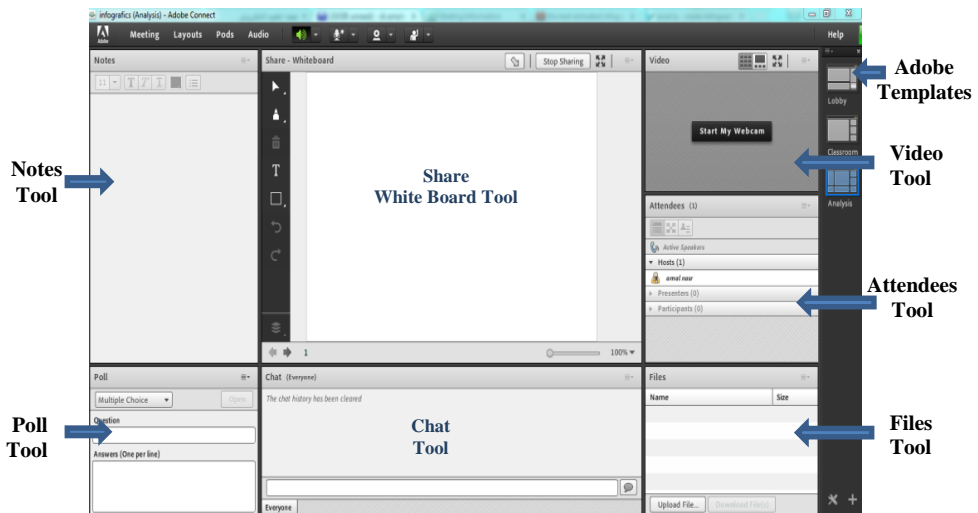 infografics (Analysis) - Adobe Connect
Adobe
Meeting Layouts Pods Audio
Help
Notes
Share - Whiteboard
Stop Sharing
Video
Start My Webcam
Lobby
Classroom
Analysis
Adobe
Templates
Video
Tool
Notes
Tool
11 T T T
T
Share
White Board Tool
Attendees (1)
Active Speakers
Hosts (1)
amal nasr
Presenters (0)
Participants (0)
Attendees
Tool
1
100%
Poll
Multiple Choice
Open
Question
Answers (One per line)
Poll
Tool
Chat (Everyone)
The chat history has been cleared
Chat
Tool
Everyone
Files
Name Size
Upload File...
Download File(s)
Files
Tool